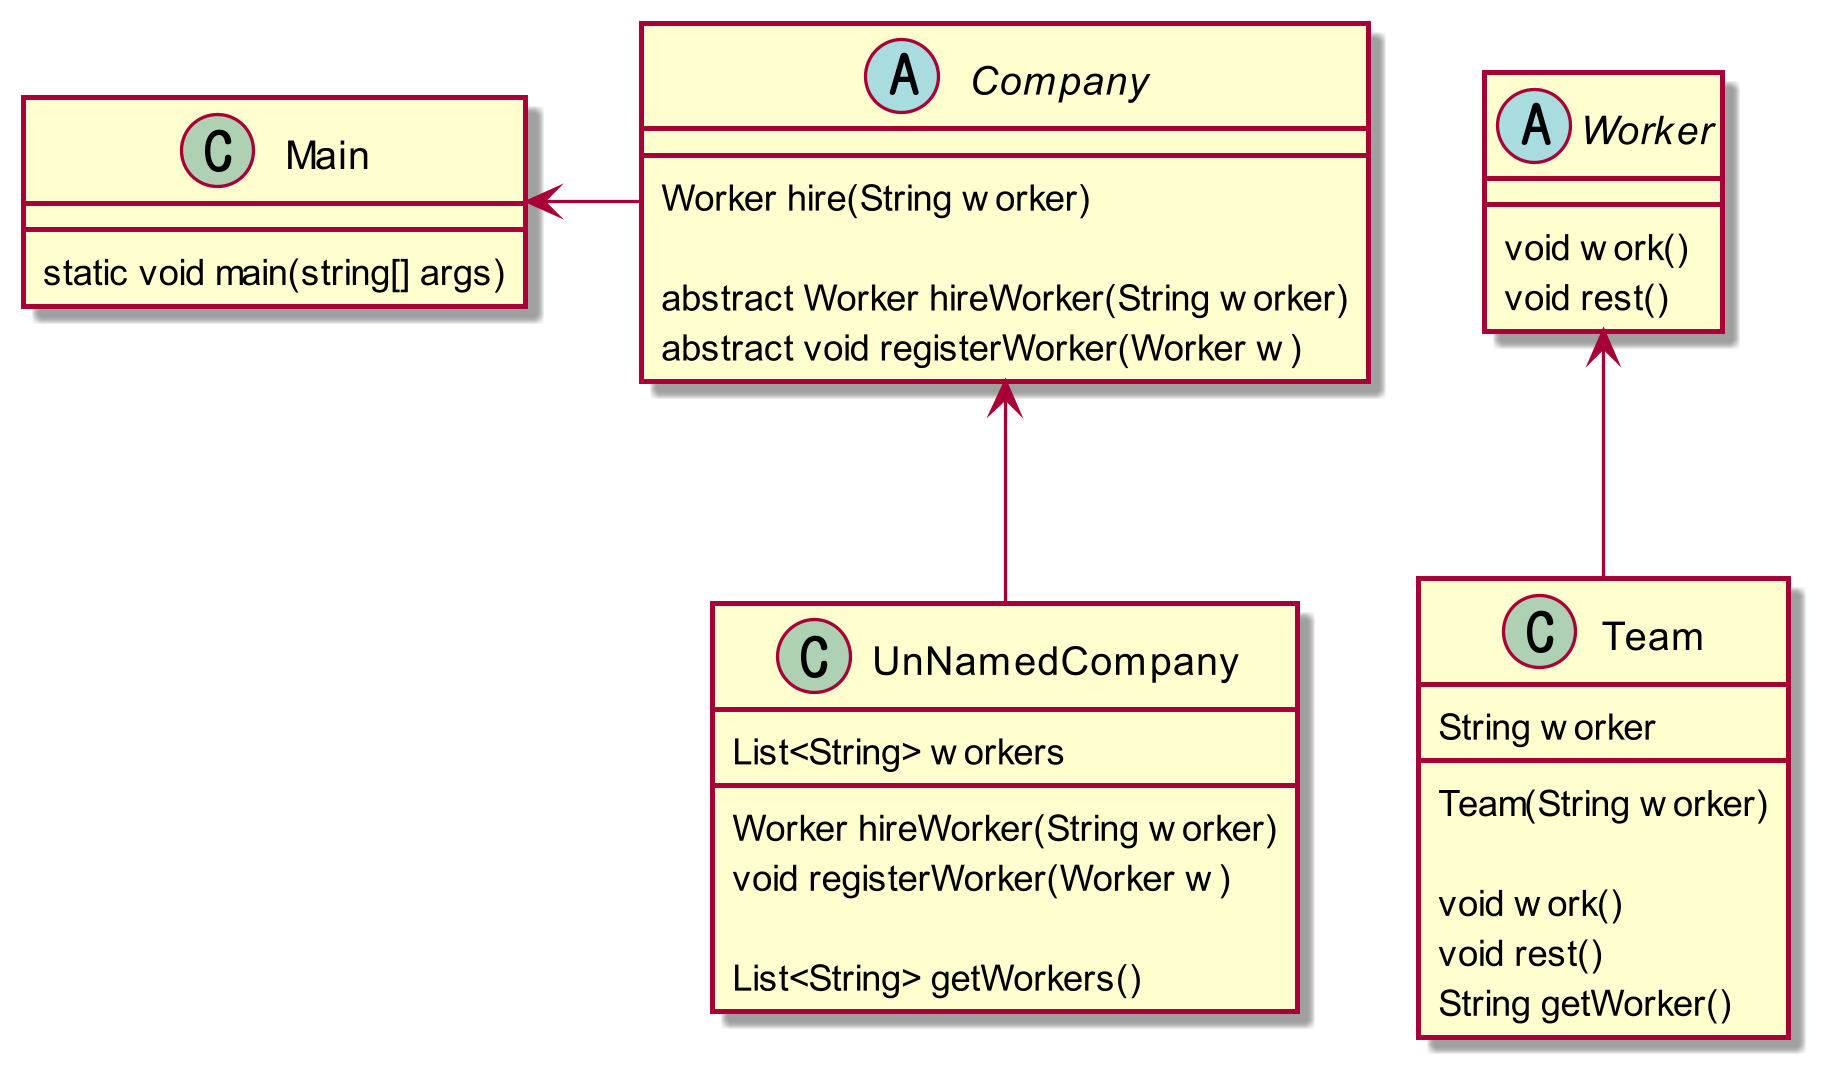 C Main
static void main(string[] args)
A Company
Worker hire(String worker)
abstract Worker hireWorker(String worker)
abstract void registerWorker(Worker w)
A Worker
void work()
void rest()
C UnNamedCompany
List<String> workers
Worker hireWorker(String worker)
void registerWorker(Worker w)
List<String> getWorkers()
C Team
String worker
Team(String worker)
void work()
void rest()
String getWorker()